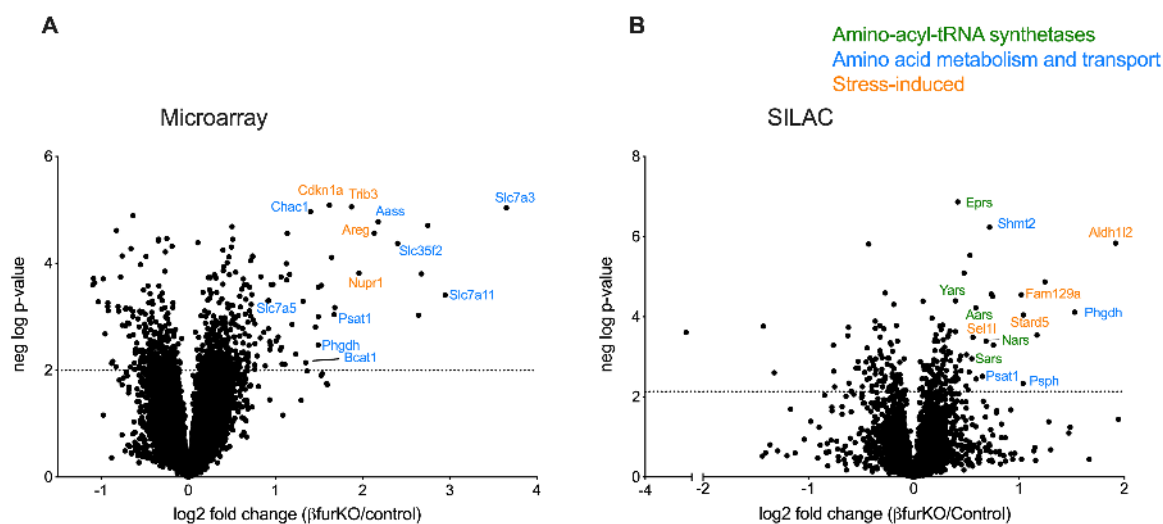 A
B
Amino-acyl-tRNA synthetases
Amino acid metabolism and transport
Stress-induced
Microarray
SILAC
6
4
2
0
neg log p-value
Cdkn1a
Trib3
Slc7a3
Chac1
Aass
Areg
Slc35f2
Nupr1
Slc7a11
Slc7a5
Psat1
Phgdh
Bcat1
-1
0
1
2
3
4
log2 fold change (βfurKO/control)
8
6
4
2
0
neg log p-value
Eprs
Shmt2
Aldh1l2
Yars
Fam129a
Aars
Stard5
Phgdh
Sel1l
Nars
Sars
Psat1
Psph
-4
-2
-1
0
1
2
log2 fold change (βfurKO/Control)